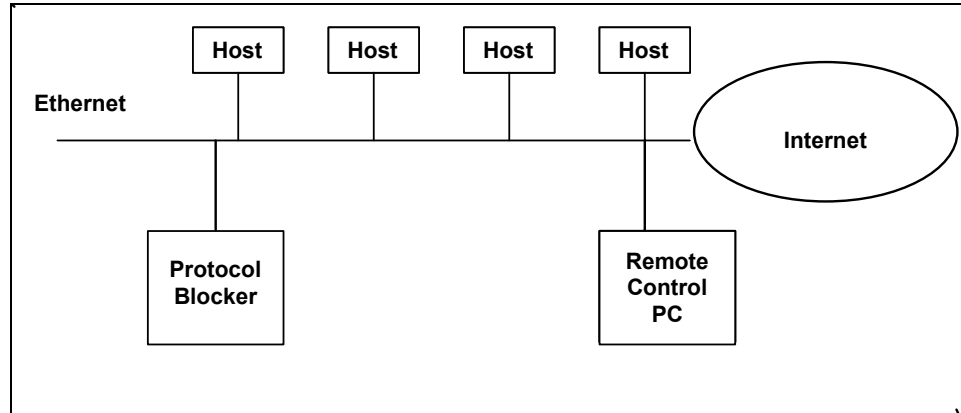 Host
Host
Host
Host
Ethernet
Internet
Protocol
Blocker
Remote
Control
PC